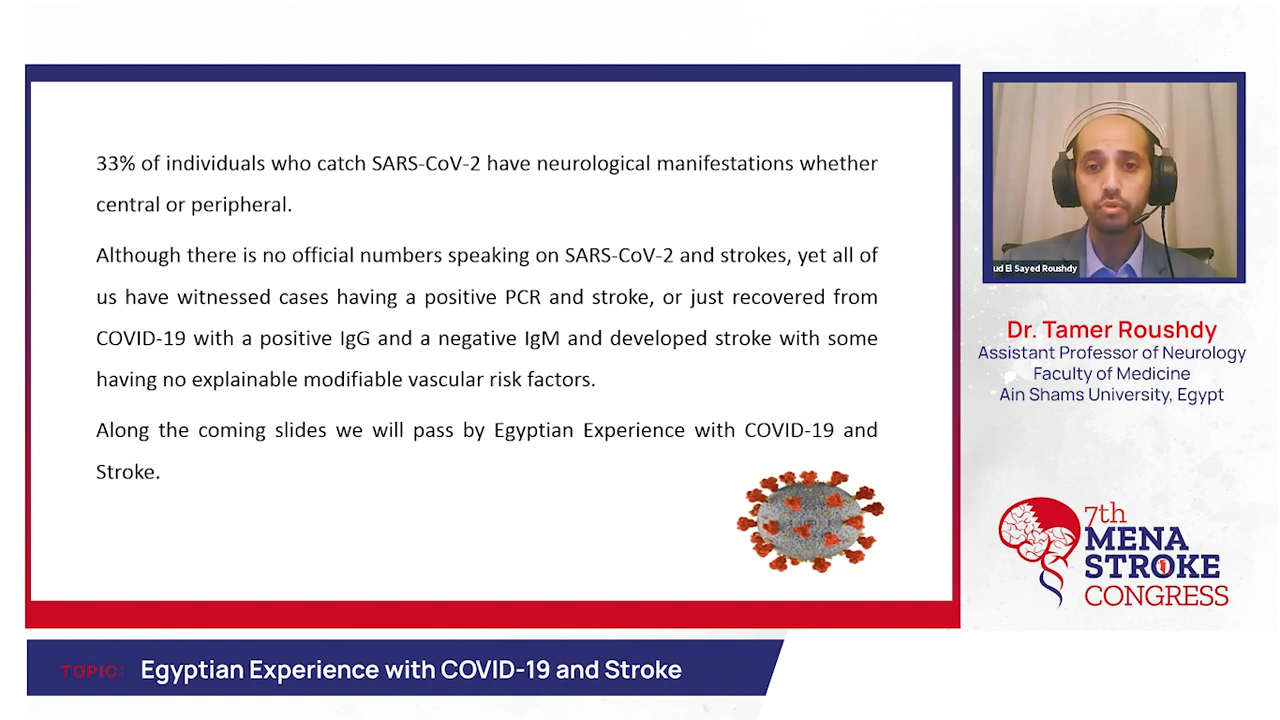 33% of individuals who catch SARS-CoV-2 have neurological manifestations whether
central or peripheral.
Although there is no official numbers speaking on SARS-CoV-2 and strokes, yet all of
us have witnessed cases having a positive PCR and stroke, or just recovered from
COVID-19 with a positive IgG and a negative IgM and developed stroke with some
having no explainable modifiable vascular risk factors.
Along the coming slides we will pass by Egyptian Experience with COVID-19 and
Stroke.
ud El Sayed Roushdy
Dr. Tamer Roushdy
Assistant Professor of Neurology
Faculty of Medicine
Ain Shams University, Egypt
7th
MENA
STROKE
CONGRESS
TOPIC: Egyptian Experience with COVID-19 and Stroke